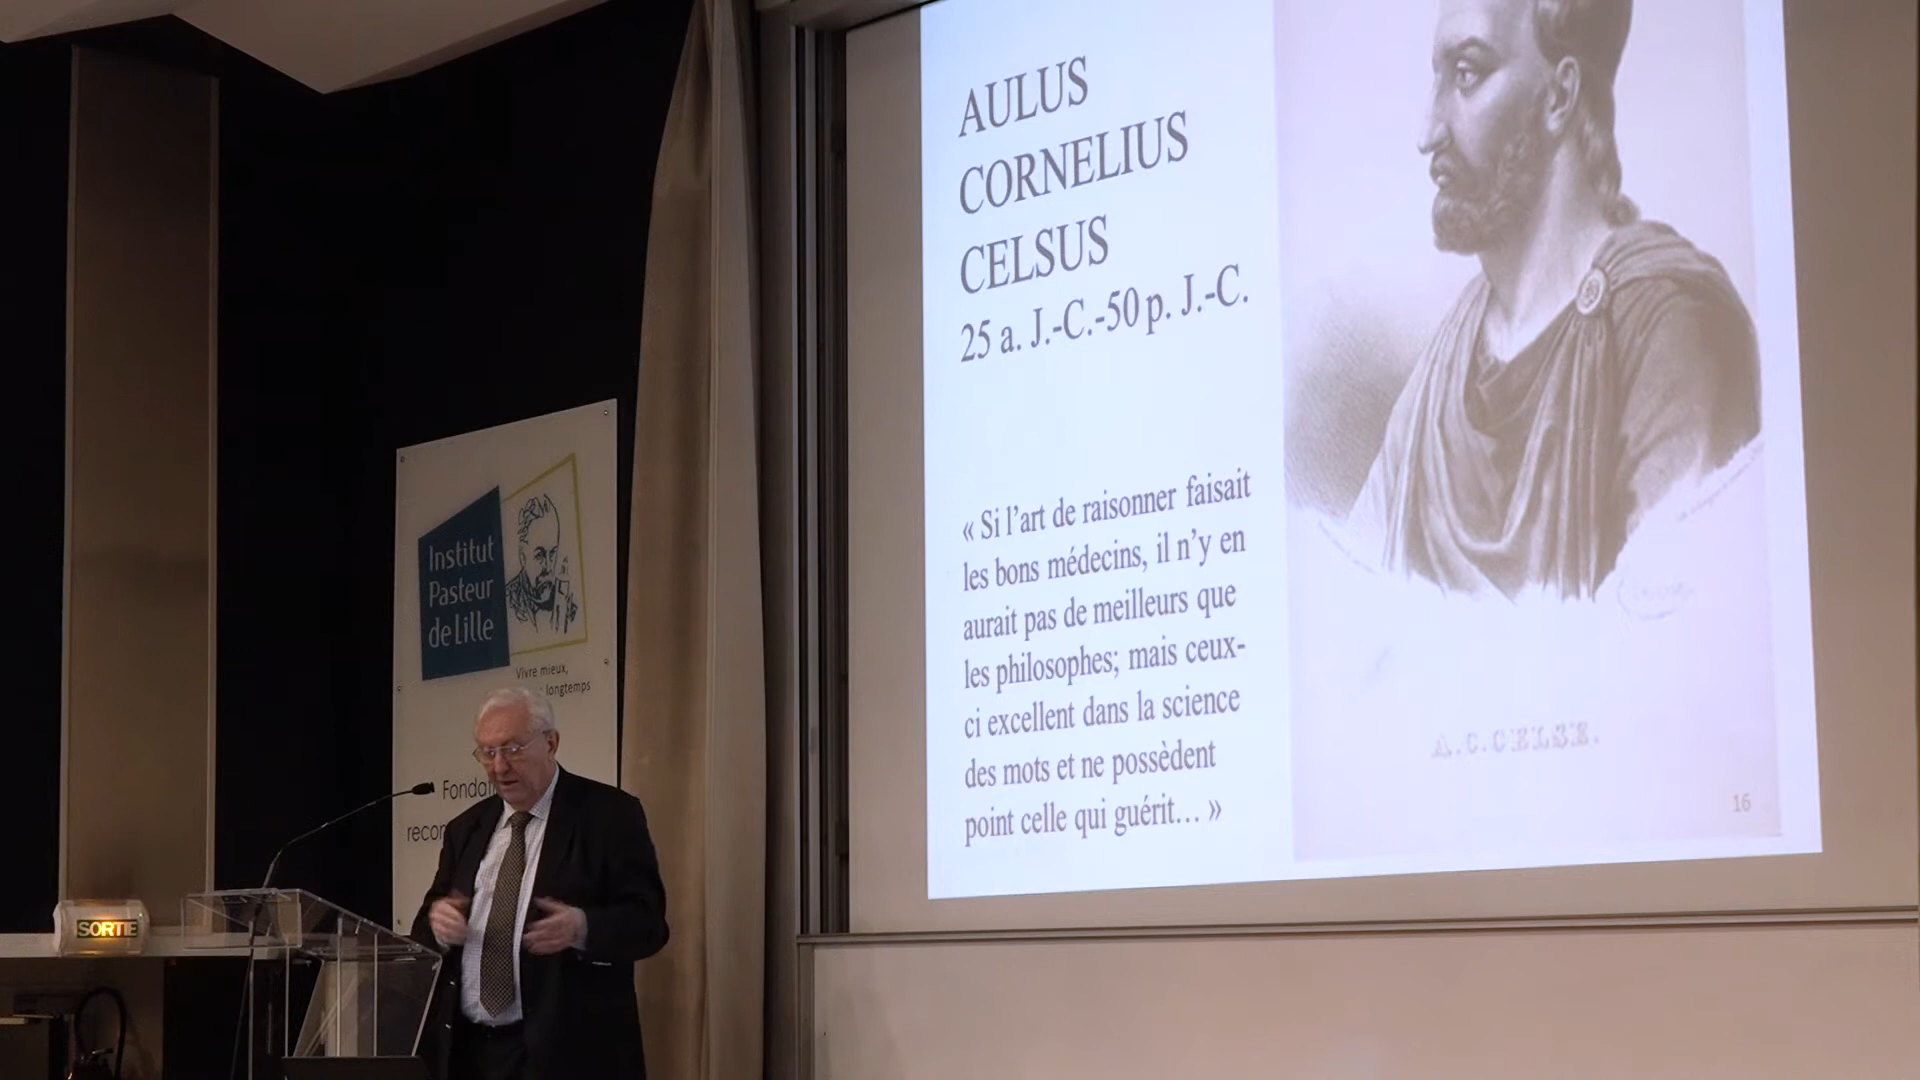 AULUS
CORNELIUS
CELSUS
25 a. J.-C.-50 p. J.-C.
« Si l’art de raisonner faisait
les bons médecins, il n’y en
aurait pas de meilleurs que
les philosophes; mais ceux-
ci excellent dans la science
des mots et ne possèdent
point celle qui guérit… »
A.C.CELSE.
16
Institut
Pasteur
de Lille
Vivre mieux,
longtemps
SORTIE